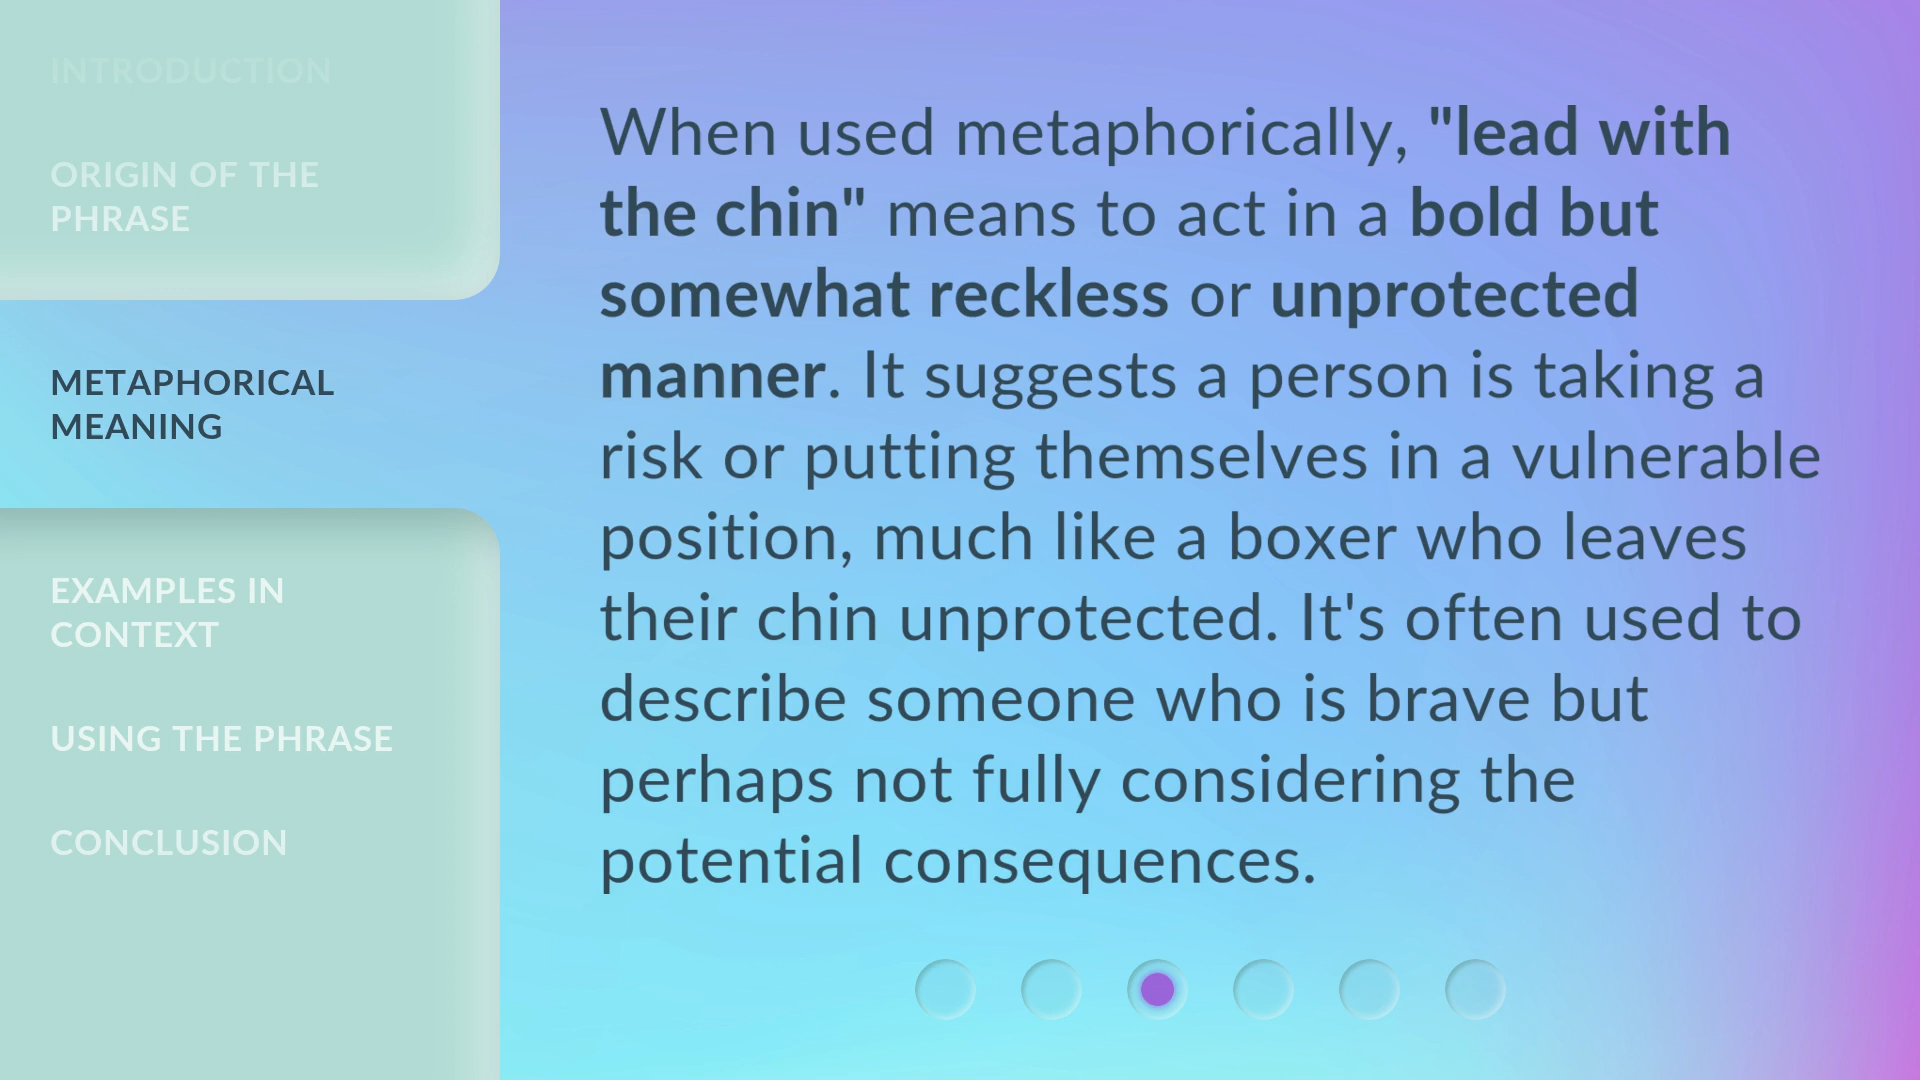 INTRODUCTION
ORIGIN OF THE
PHRASE
METAPHORICAL
MEANING
EXAMPLES IN
CONTEXT
USING THE PHRASE
CONCLUSION
When used metaphorically, "lead with
the chin" means to act in a bold but
somewhat reckless or unprotected
manner. It suggests a person is taking a
risk or putting themselves in a vulnerable
position, much like a boxer who leaves
their chin unprotected. It's often used to
describe someone who is brave but
perhaps not fully considering the
potential consequences.